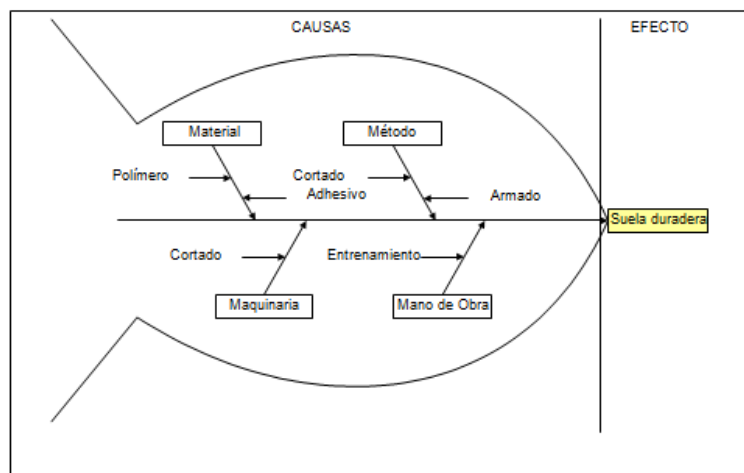 CAUSAS
EFECTO
Material
Método
Polímero
Cortado
Adhesivo
Armado
Suela duradera
Cortado
Entrenamiento
Maquinaria
Mano de Obra